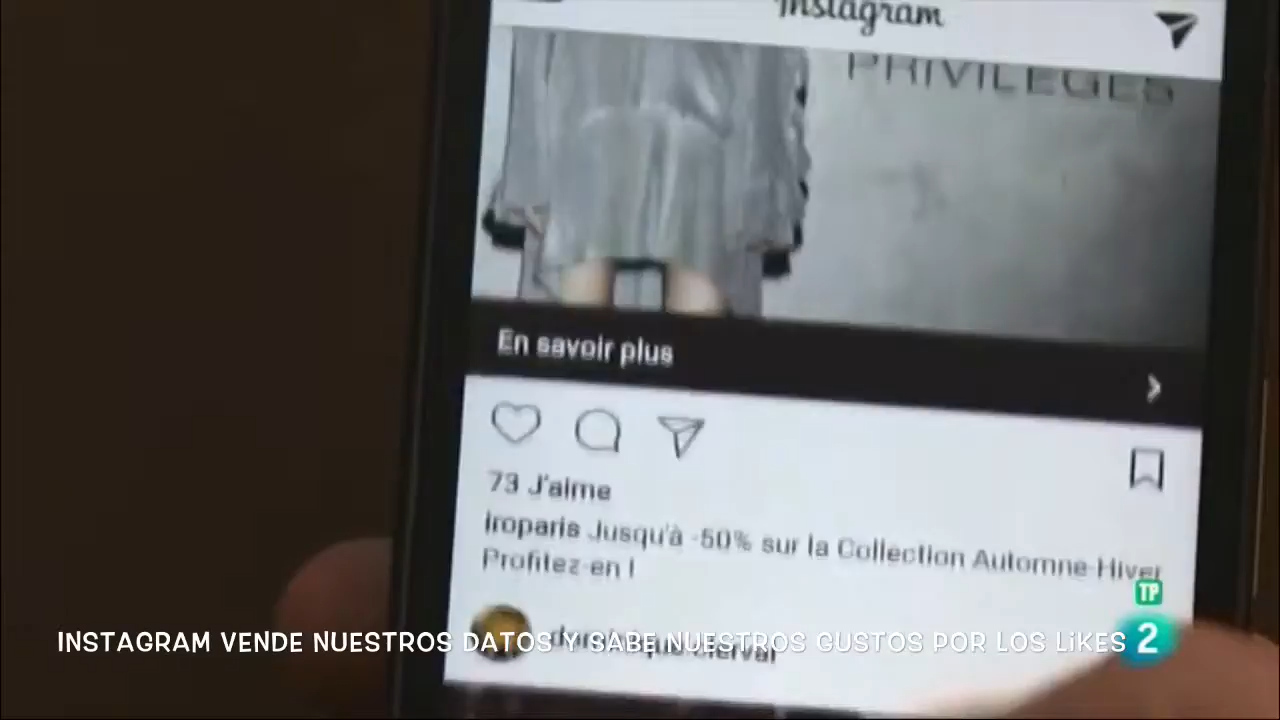 Instagram
PRIVILEGES
En savoir plus
73 J'aime
iroparis Jusqu'à -50% sur la Collection Automne-Hiver
Profitez-en !
TP
INSTAGRAM VENDE NUESTROS DATOS Y SABE NUESTROS GUSTOS POR LOS LIKES
2